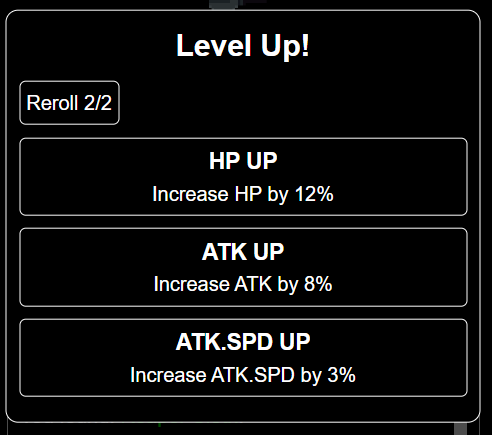 Level Up!
Reroll 2/2
HP UP
Increase HP by 12%
ATK UP
Increase ATK by 8%
ATK.SPD UP
Increase ATK.SPD by 3%